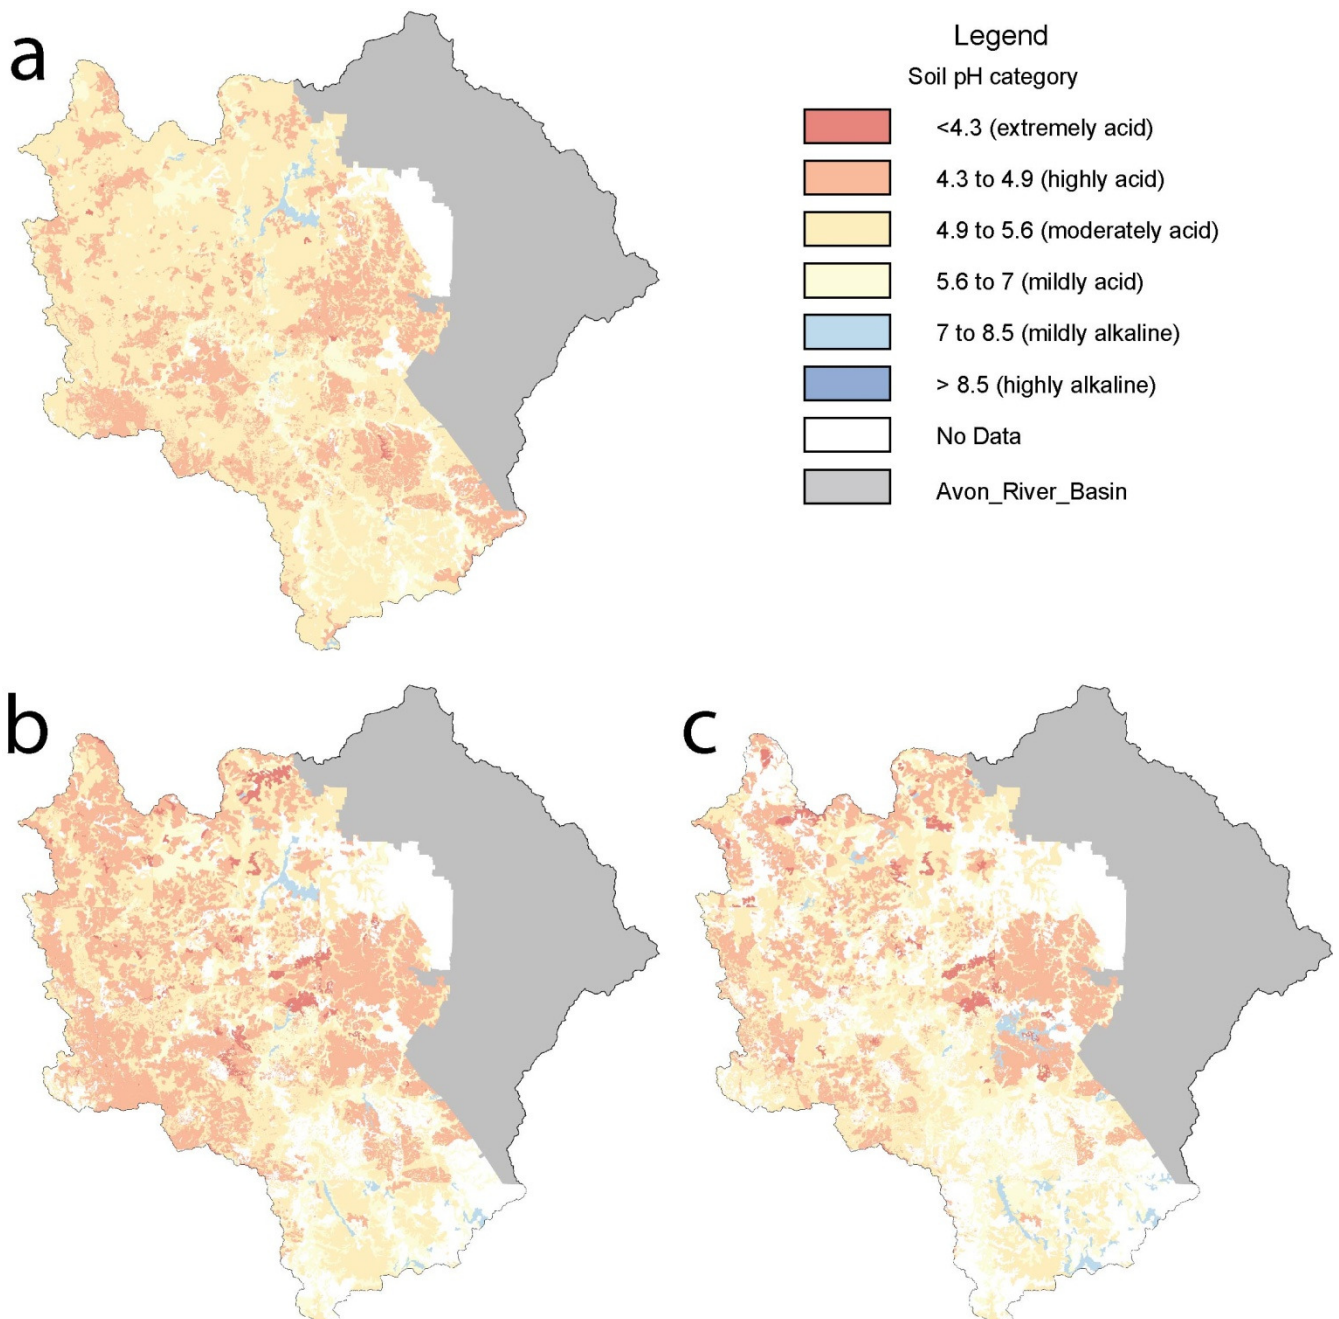 a
Legend
Soil pH category
<4.3 (extremely acid)
4.3 to 4.9 (highly acid)
4.9 to 5.6 (moderately acid)
5.6 to 7 (mildly acid)
7 to 8.5 (mildly alkaline)
> 8.5 (highly alkaline)
No Data
Avon_River_Basin
b
c